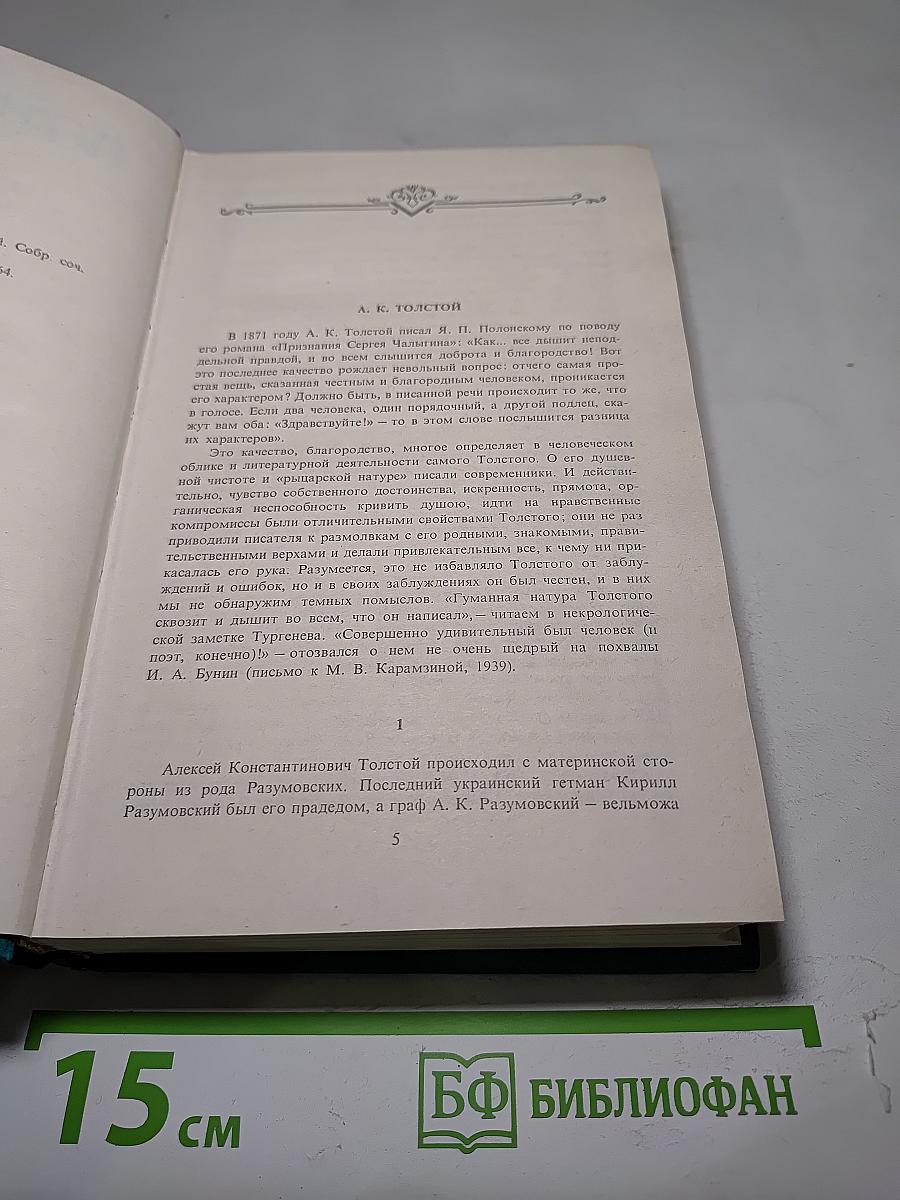 Собр. соч.
А. К. ТОЛСТОЙ
В 1871 году А. К. Толстой писал Я. П. Полонскому по поводу
его романа «Признания Сергея Чалыгина»: «Как... все дышит непод-
дельной правдой, и во всем слышится доброта и благородство! Вот
это последнее качество рождает невольный вопрос: отчего самая про-
стая вещь, сказанная честным и благородным человеком, проникается
его характером? Должно быть, в писанной речи происходит то же, что
в голосе. Если два человека, один порядочный, а другой подлец, ска-
жут вам оба: «Здравствуйте!» — то в этом слове послышится разница
их характеров».
Это качество, благородство, многое определяет в человеческом
облике и литературной деятельности самого Толстого. О его душев-
ной чистоте и «рыцарской натуре» писали современники. И действи-
тельно, чувство собственного достоинства, искренность, прямота, ор-
ганическая неспособность кривить душою, идти на нравственные
компромиссы были отличительными свойствами Толстого; они не раз
приводили писателя к размолвкам с его родными, знакомыми, прави-
тельственными верхами и делали привлекательным все, к чему ни при-
касалась его рука. Разумеется, это не избавляло Толстого от заблу-
ждений и ошибок, но и в своих заблуждениях он был честен, и в них
мы не обнаружим темных помыслов. «Гуманная натура Толстого
сквозит и дышит во всем, что он написал», — читаем в некрологиче-
ской заметке Тургенева. «Совершенно удивительный был человек (и
поэт, конечно)!» — отозвался о нем не очень щедрый на похвалы
И. А. Бунин (письмо к М. В. Карамзиной, 1939).
1
Алексей Константинович Толстой происходил с материнской сто-
роны из рода Разумовских. Последний украинский гетман Кирилл
Разумовский был его прадедом, а граф А. К. Разумовский — вельможа
5
15 см
БФ БИБЛИОФАН